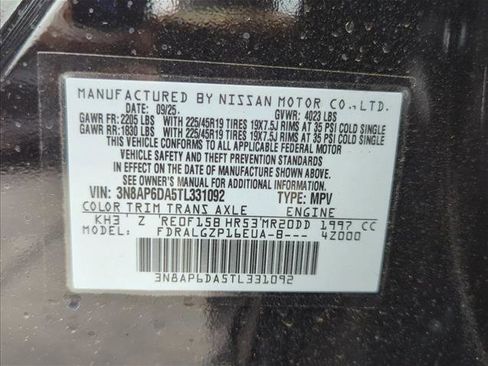 MANUFACTURED BY NISSAN MOTOR CO., LTD.
DATE: 09/25. GVWR: 4023 LBS
GAWR FR: 2205 LBS WITH 225/45R19 TIRES 19X7.5J RIMS AT 35 PSI COLD SINGLE
GAWR RR: 1830 LBS WITH 225/45R19 TIRES 19X7.5J RIMS AT 35 PSI COLD SINGLE
THIS VEHICLE CONFORMS TO ALL APPLICABLE FEDERAL MOTOR
VEHICLE SAFETY AND THEFT PREVENTION STANDARDS
IN EFFECT ON THE DATE OF MANUFACTURE SHOWN ABOVE.
SEE OWNERS MANUAL FOR ADDITIONAL INFORMATION
VIN: 3N8AP6DA5TL331092 TYPE: MPV
COLOR TRIM TRANS AXLE ENGINE
KH3 Z RE0F15B HR53 MR20DD 1997 CC
MODEL: FDRALGZP16EUA-B--- 4Z000
3N8AP6DA5TL331092